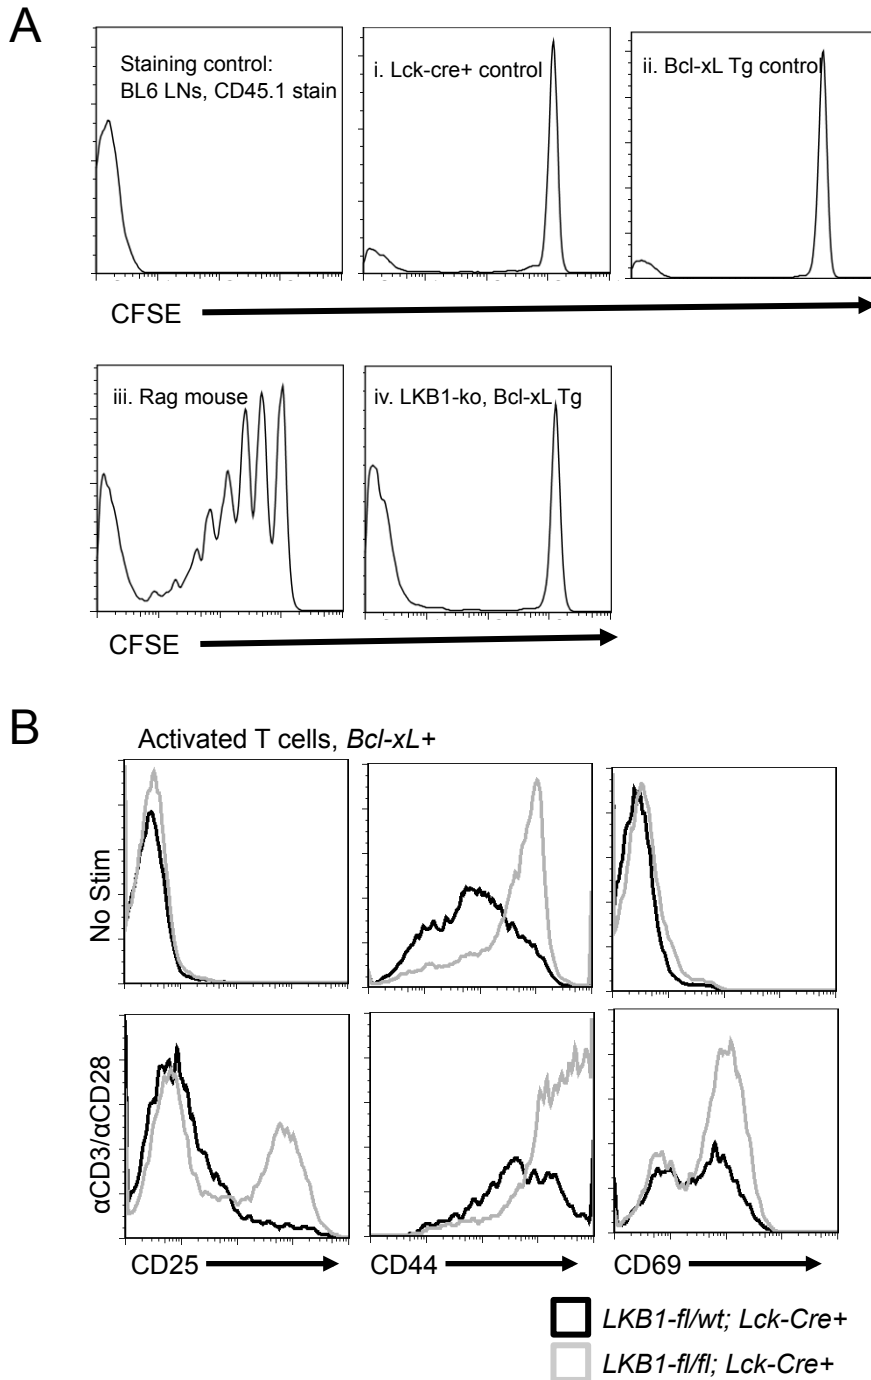 A
Staining control:
BL6 LNs, CD45.1 stain
i. Lck-cre+ control
ii. Bcl-xL Tg control
CFSE
iii. Rag mouse
iv. LKB1-ko, Bcl-xL Tg
CFSE
B
Activated T cells, Bcl-xL+
No Stim
αCD3/αCD28
CD25
CD44
CD69
LKB1-fl/wt; Lck-Cre+
LKB1-fl/fl; Lck-Cre+